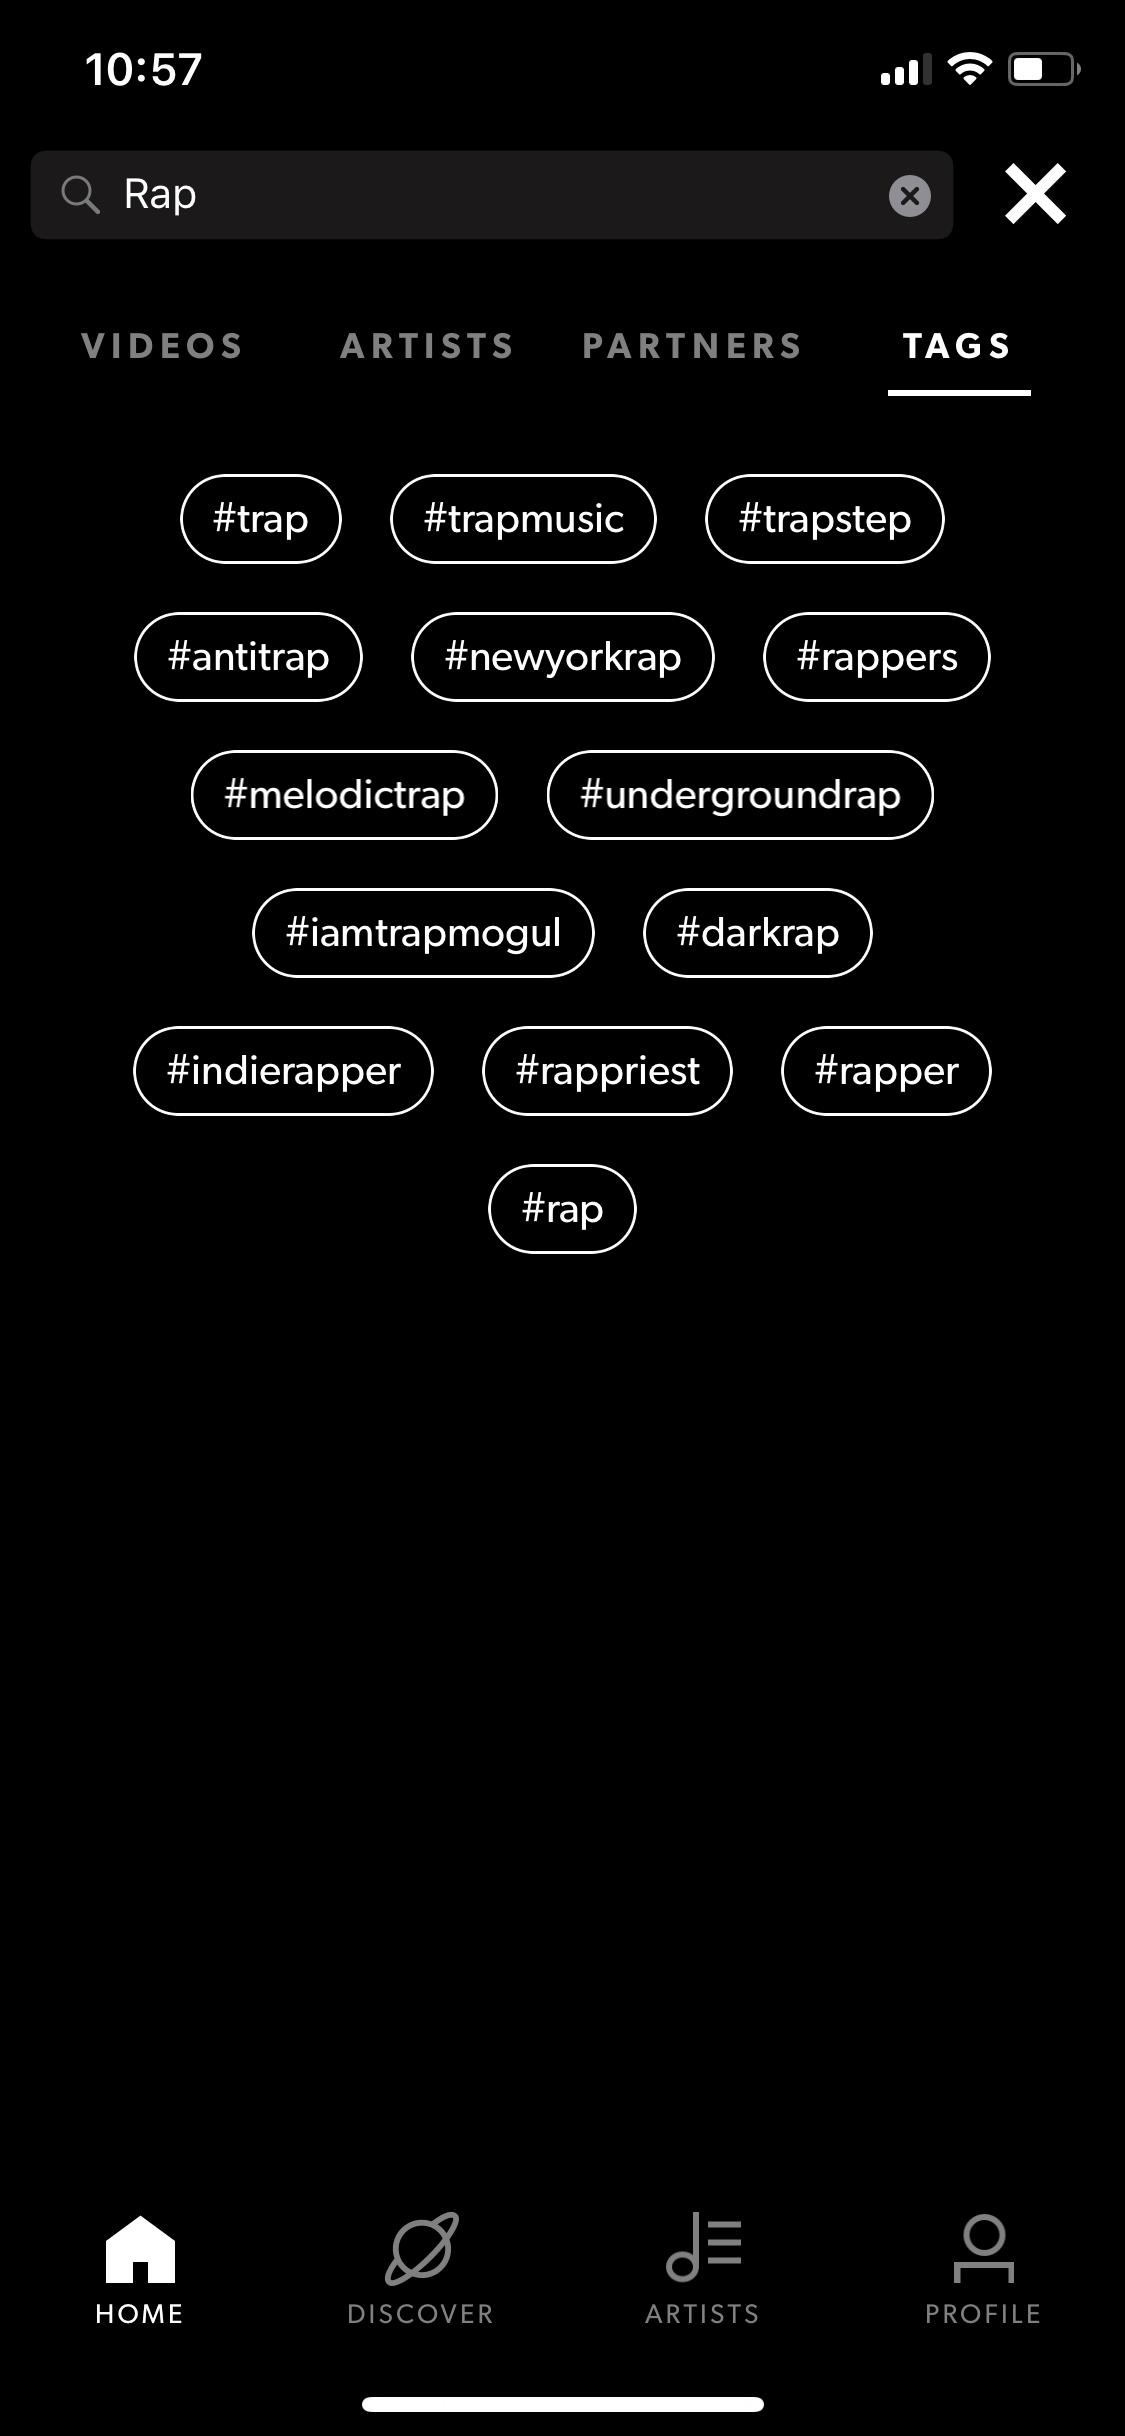 10:57
Rap
VIDEOS ARTISTS PARTNERS TAGS
#trap #trapmusic #trapstep
#antitrap #newyorkrap #rappers
#melodictrap #undergroundrap
#iamtrapmogul #darkrap
#indierapper #rappriest #rapper
#rap
HOME DISCOVER ARTISTS PROFILE